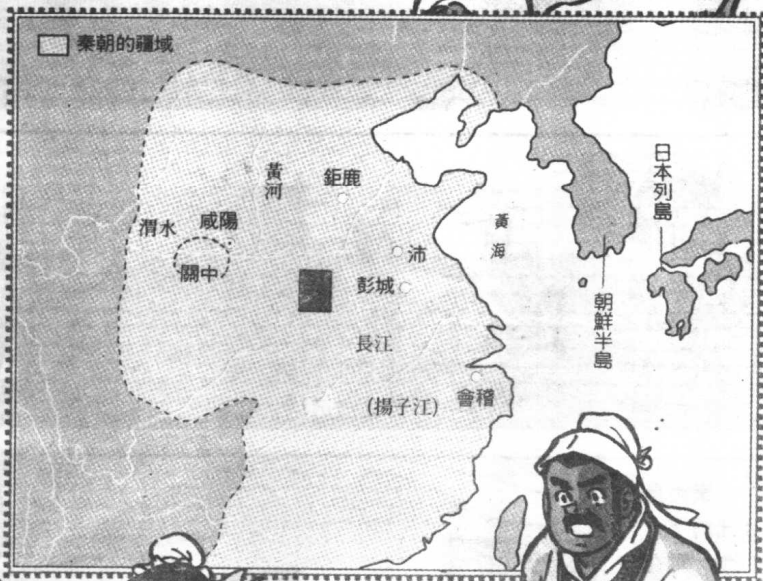 秦朝的疆域
黃河
鉅鹿
渭水
咸陽
關中
沛
彭城
長江
(揚子江)
會稽
黃海
朝鮮半島
日本列島